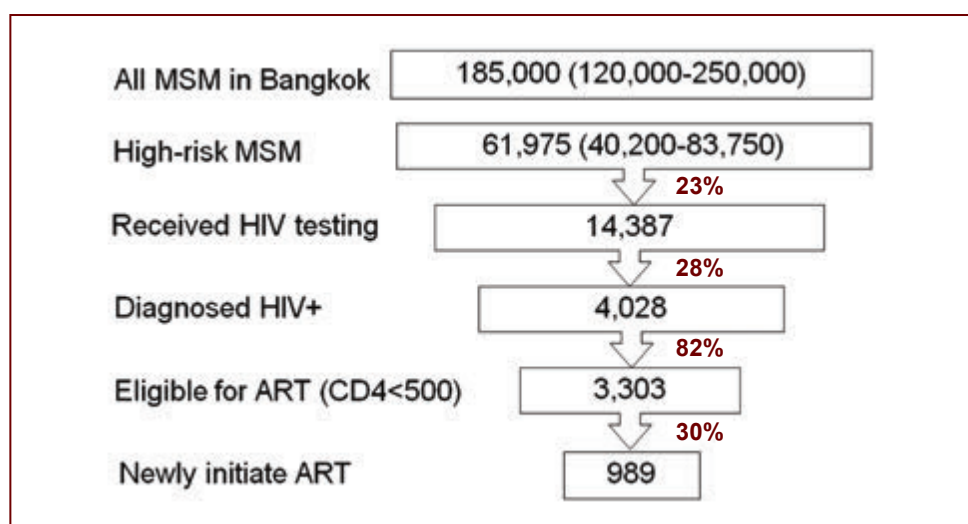 All MSM in Bangkok 185,000 (120,000-250,000)
High-risk MSM 61,975 (40,200-83,750)
23%
Received HIV testing 14,387
28%
Diagnosed HIV+ 4,028
82%
Eligible for ART (CD4<500) 3,303
30%
Newly initiate ART 989